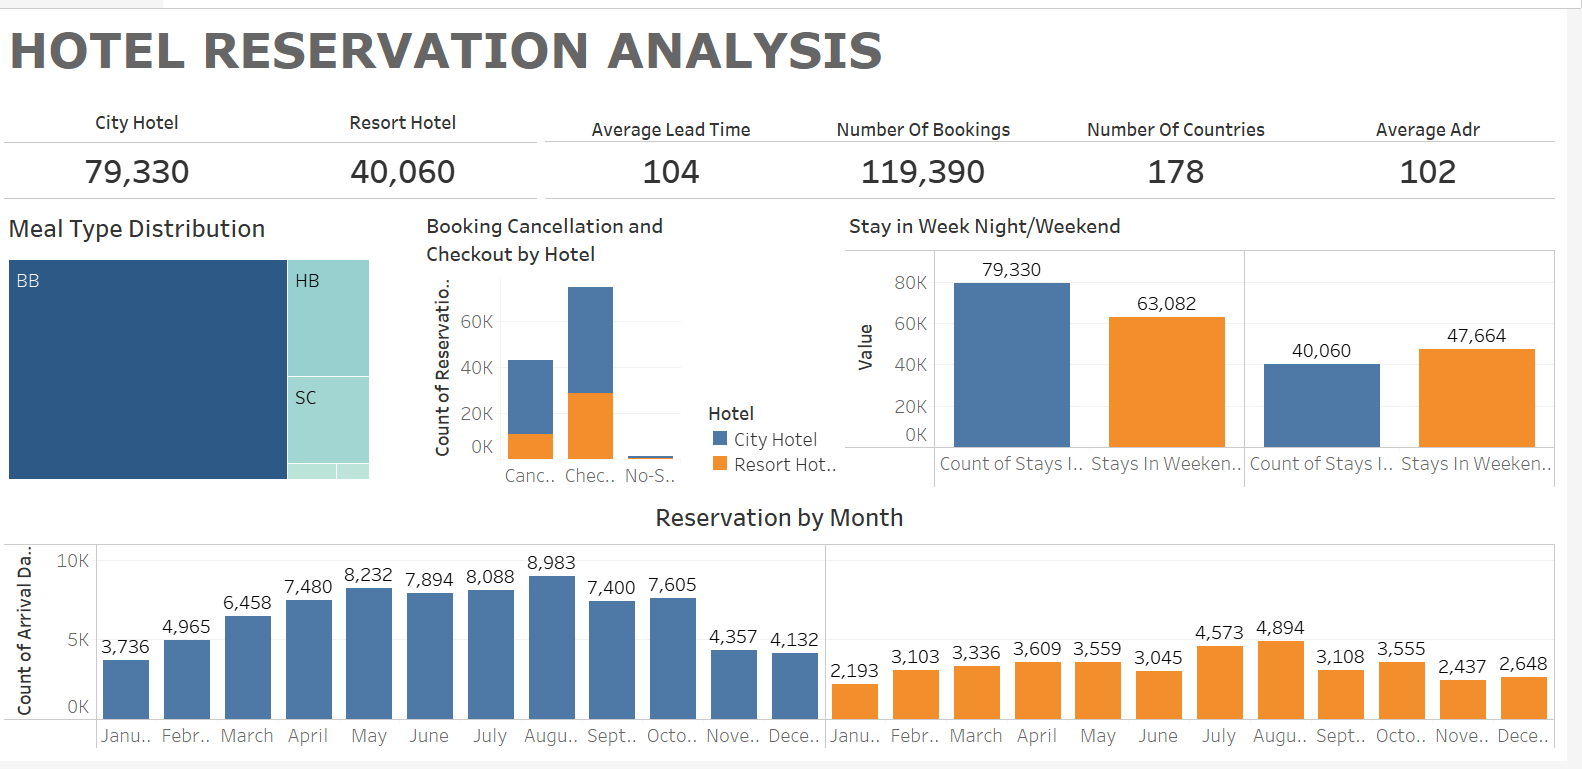 HOTEL RESERVATION ANALYSIS
City Hotel
79,330
Resort Hotel
40,060
Average Lead Time
104
Number Of Bookings
119,390
Number Of Countries
178
Average Adr
102
Meal Type Distribution
BB
HB
SC
Booking Cancellation and
Checkout by Hotel
Count of Reservatio..
60K
40K
20K
0K
Canc..
Chec..
No-S..
Hotel
City Hotel
Resort Hot..
Stay in Week Night/Weekend
Value
80K
60K
40K
20K
0K
79,330
63,082
40,060
47,664
Count of Stays I..
Stays In Weeken..
Count of Stays I..
Stays In Weeken..
Reservation by Month
Count of Arrival Da..
10K
5K
0K
3,736
4,965
6,458
7,480
8,232
7,894
8,088
8,983
7,400
7,605
4,357
4,132
2,193
3,103
3,336
3,609
3,559
3,045
4,573
4,894
3,108
3,555
2,437
2,648
Janu..
Febr..
March
April
May
June
July
Augu..
Sept..
Octo..
Nove..
Dece..
Janu..
Febr..
March
April
May
June
July
Augu..
Sept..
Octo..
Nove..
Dece..